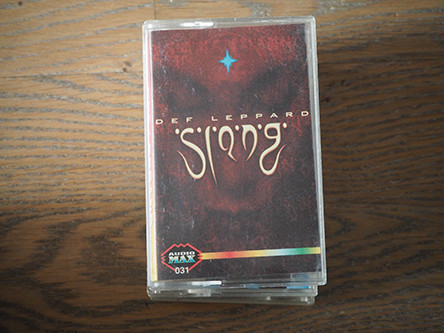 DEF LEPPARD
Slang
AUDIO
MAX
031